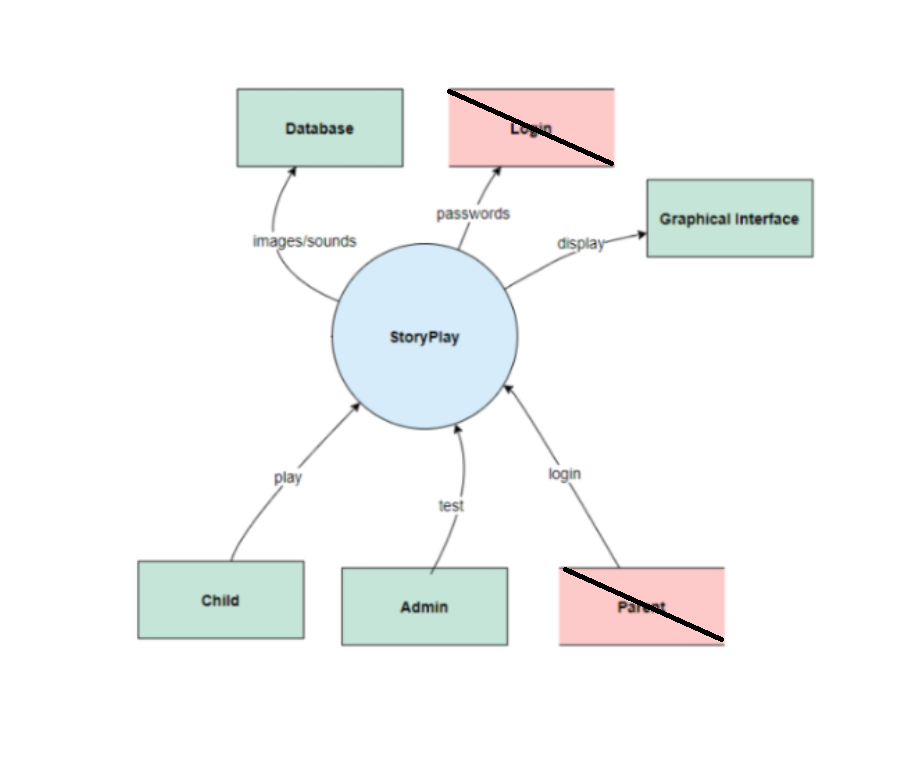 Database
Login
Graphical Interface
passwords
images/sounds
display
StoryPlay
play
login
test
Child
Admin
Parent